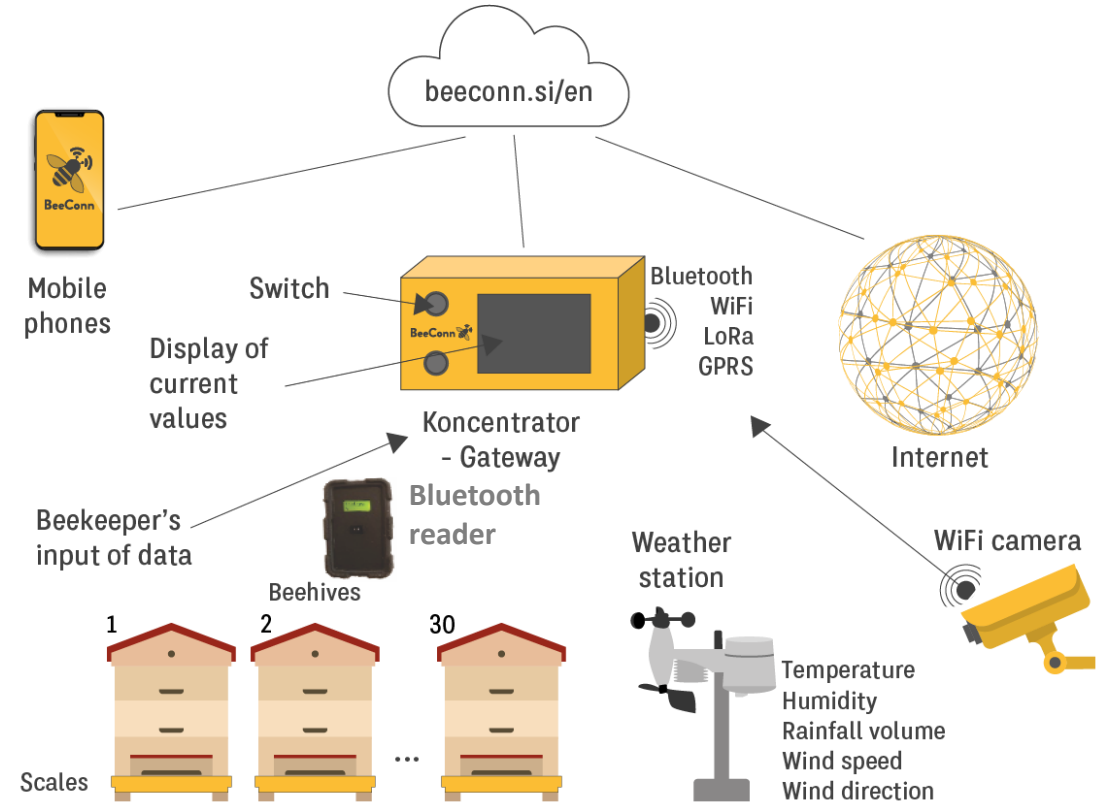 beeconn.si/en
BeeConn
Mobile
phones
Switch
Display of
current
values
BeeConn
Bluetooth
WiFi
LoRa
GPRS
Koncentrator
- Gateway
Internet
Beekeeper's
input of data
Bluetooth
reader
Beehives
1
2
30
...
Scales
Weather
station
Temperature
Humidity
Rainfall volume
Wind speed
Wind direction
WiFi camera